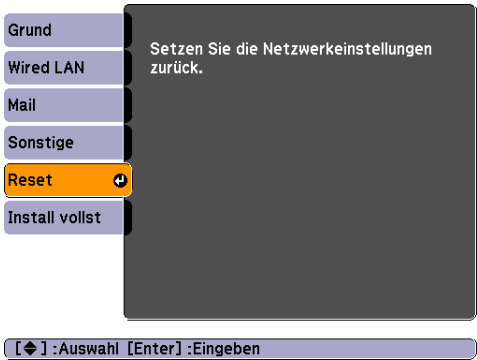 Grund
Wired LAN
Mail
Sonstige
Reset
Install vollst
Setzen Sie die Netzwerkeinstellungen
zurück.
[◆] :Auswahl [Enter] :Eingeben